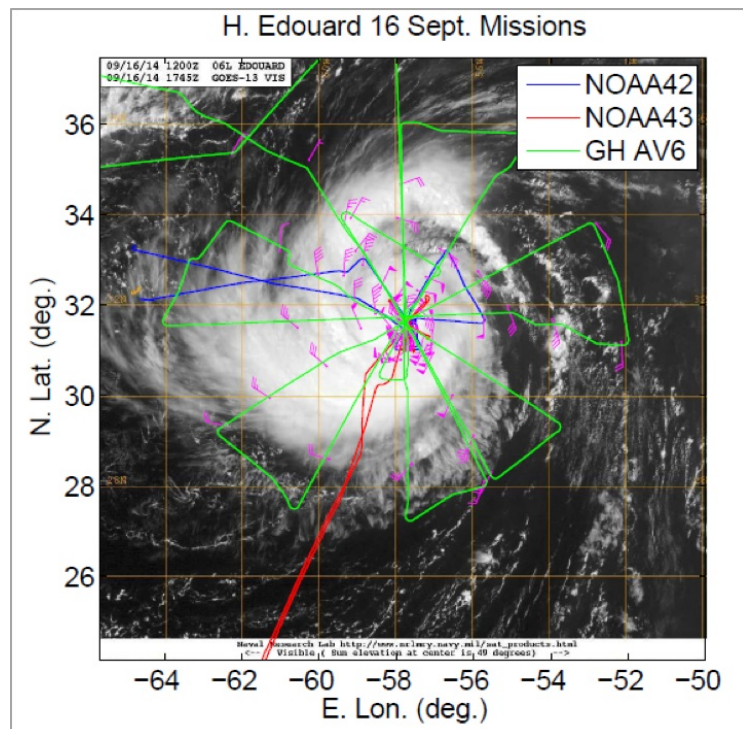 H. Edouard 16 Sept. Missions
09/16/14 1200Z 06L EDOUARD
09/16/14 1745Z GOES-13 VIS
NOAA42
NOAA43
GH AV6
36
34
32
30
28
26
N. Lat. (deg.)
28N
Naval Research Lab http://www.nrlmry.navy.mil/sat_products.html
<-- Visible ( Sun elevation at center is 49 degrees) -->
−64 −62 −60 −58 −56 −54 −52 −50
E. Lon. (deg.)